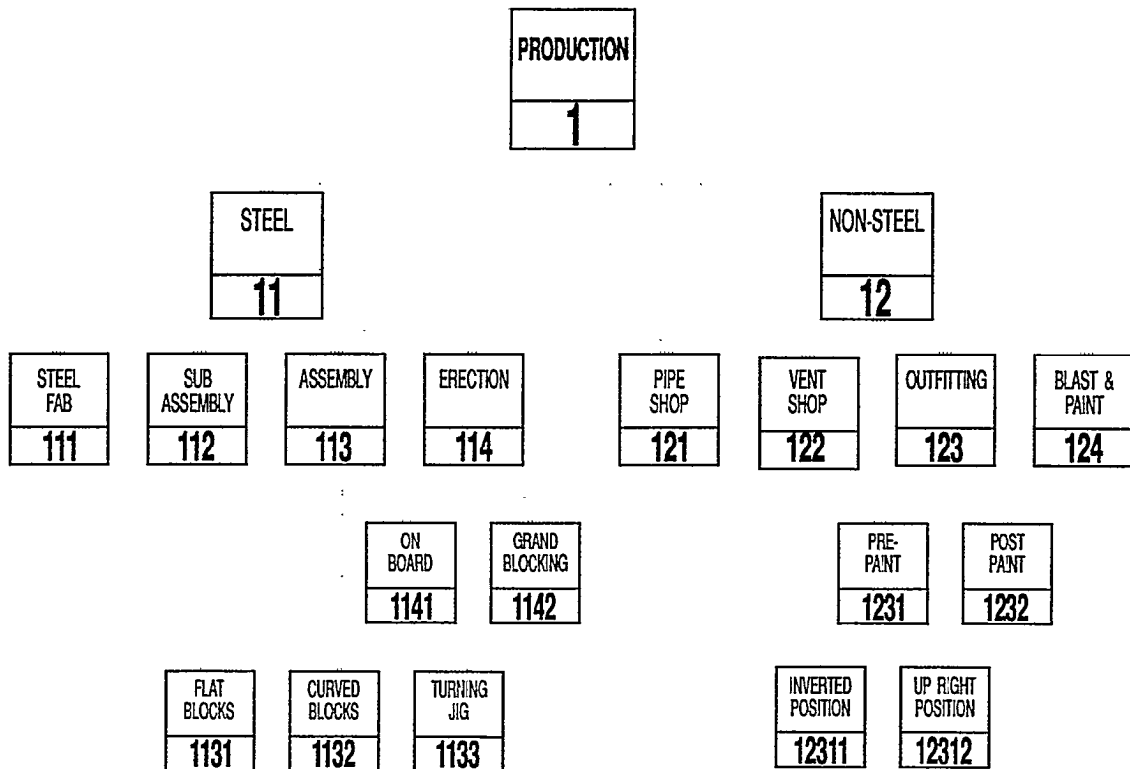 PRODUCTION
1
STEEL
11
NON-STEEL
12
STEEL
FAB
111
SUB
ASSEMBLY
112
ASSEMBLY
113
ERECTION
114
PIPE
SHOP
121
VENT
SHOP
122
OUTFITTING
123
BLAST &
PAINT
124
ON
BOARD
1141
GRAND
BLOCKING
1142
PRE-
PAINT
1231
POST
PAINT
1232
FLAT
BLOCKS
1131
CURVED
BLOCKS
1132
TURNING
JIG
1133
INVERTED
POSITION
12311
UP RIGHT
POSITION
12312